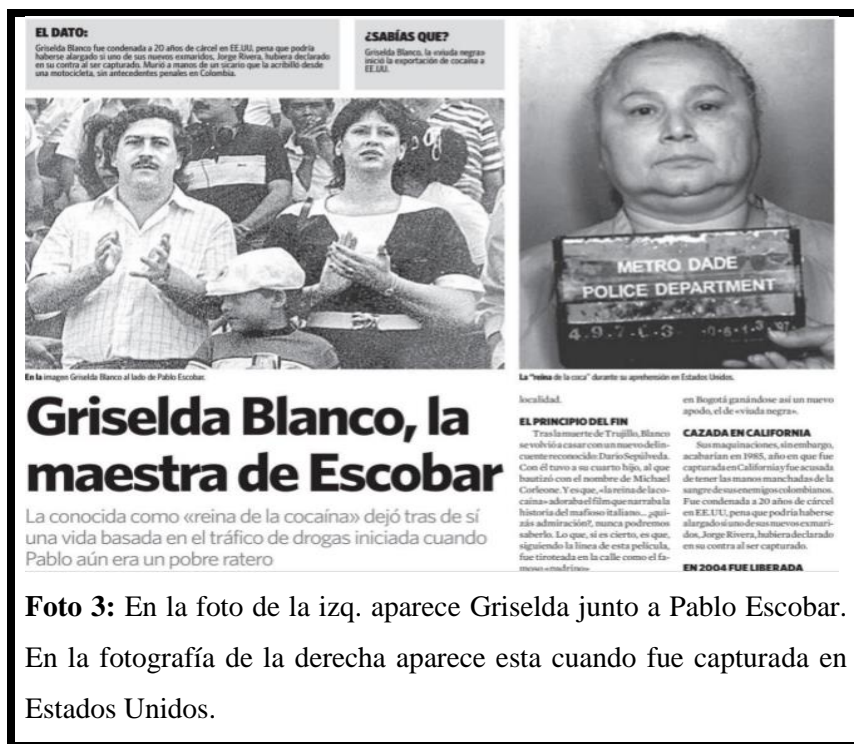 EL DATO:
Griselda Blanco fue condenada a 20 años de cárcel en EE.UU, pena que podría
haberse alargado si uno de sus nuevos exmaridos, Jorge Rivera, hubiera declarado
en su contra al ser capturado. Murió a manos de un sicario que la acribilló desde
una motocicleta, sin antecedentes penales en Colombia.
¿SABÍAS QUE?
Griselda Blanco, la «viuda negra»
inició la exportación de cocaína a
EE.UU.
METRO DADE
POLICE DEPARTMENT
En la imagen Griselda Blanco al lado de Pablo Escobar.
La "reina de la coca" durante su aprehensión en Estados Unidos.
Griselda Blanco, la
maestra de Escobar
La conocida como «reina de la cocaína» dejó tras de sí
una vida basada en el tráfico de drogas iniciada cuando
Pablo aún era un pobre ratero
localidad.
EL PRINCIPIO DEL FIN
Tras la muerte de Trujillo, Blanco
se volvió a casar con un nuevo delin-
cuente reconocido: Darío Sepúlveda.
Con él tuvo a su cuarto hijo, al que
bautizó con el nombre de Michael
Corleone. Y es que, «la reina de la co-
caína» adoraba el film que narraba la
historia del mafioso italiano... ¿qui-
zás admiración?, nunca podremos
saberlo. Lo que, si es cierto, es que,
siguiendo la línea de esta película,
fue tiroteada en la calle como el fa-
moso «padrino»
en Bogotá ganándose así un nuevo
apodo, el de «viuda negra».
CAZADA EN CALIFORNIA
Sus maquinaciones, sin embargo,
acabarían en 1985, año en que fue
capturada en California y fue acusada
de tener las manos manchadas de la
sangre de sus enemigos colombianos.
Fue condenada a 20 años de cárcel
en EE.UU, pena que podría haberse
alargado si uno de sus nuevos exmari-
dos, Jorge Rivera, hubiera declarado
en su contra al ser capturado.
EN 2004 FUE LIBERADA
Foto 3: En la foto de la izq. aparece Griselda junto a Pablo Escobar.
En la fotografía de la derecha aparece esta cuando fue capturada en
Estados Unidos.